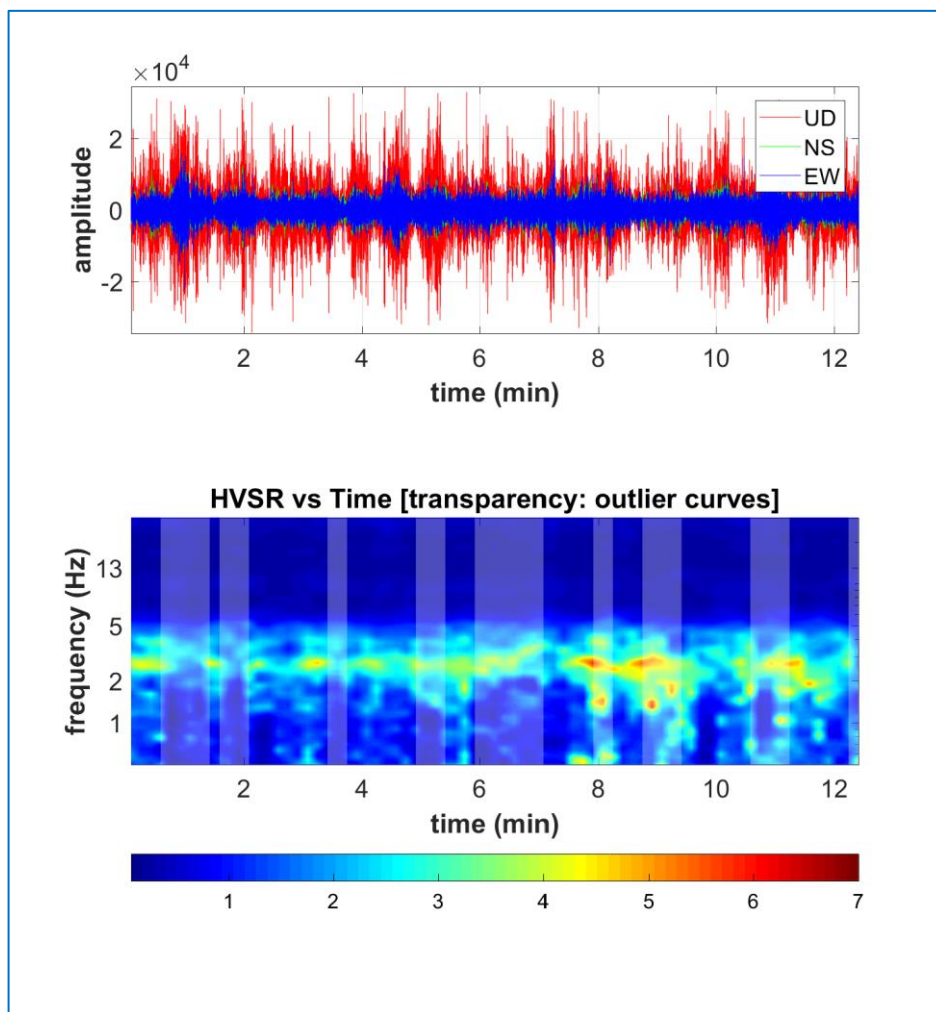 ×10⁴
2
0
-2
amplitude
UD
NS
EW
2 4 6 8 10 12
time (min)
HVSR vs Time [transparency: outlier curves]
13
5
2
1
frequency (Hz)
2 4 6 8 10 12
time (min)
1 2 3 4 5 6 7